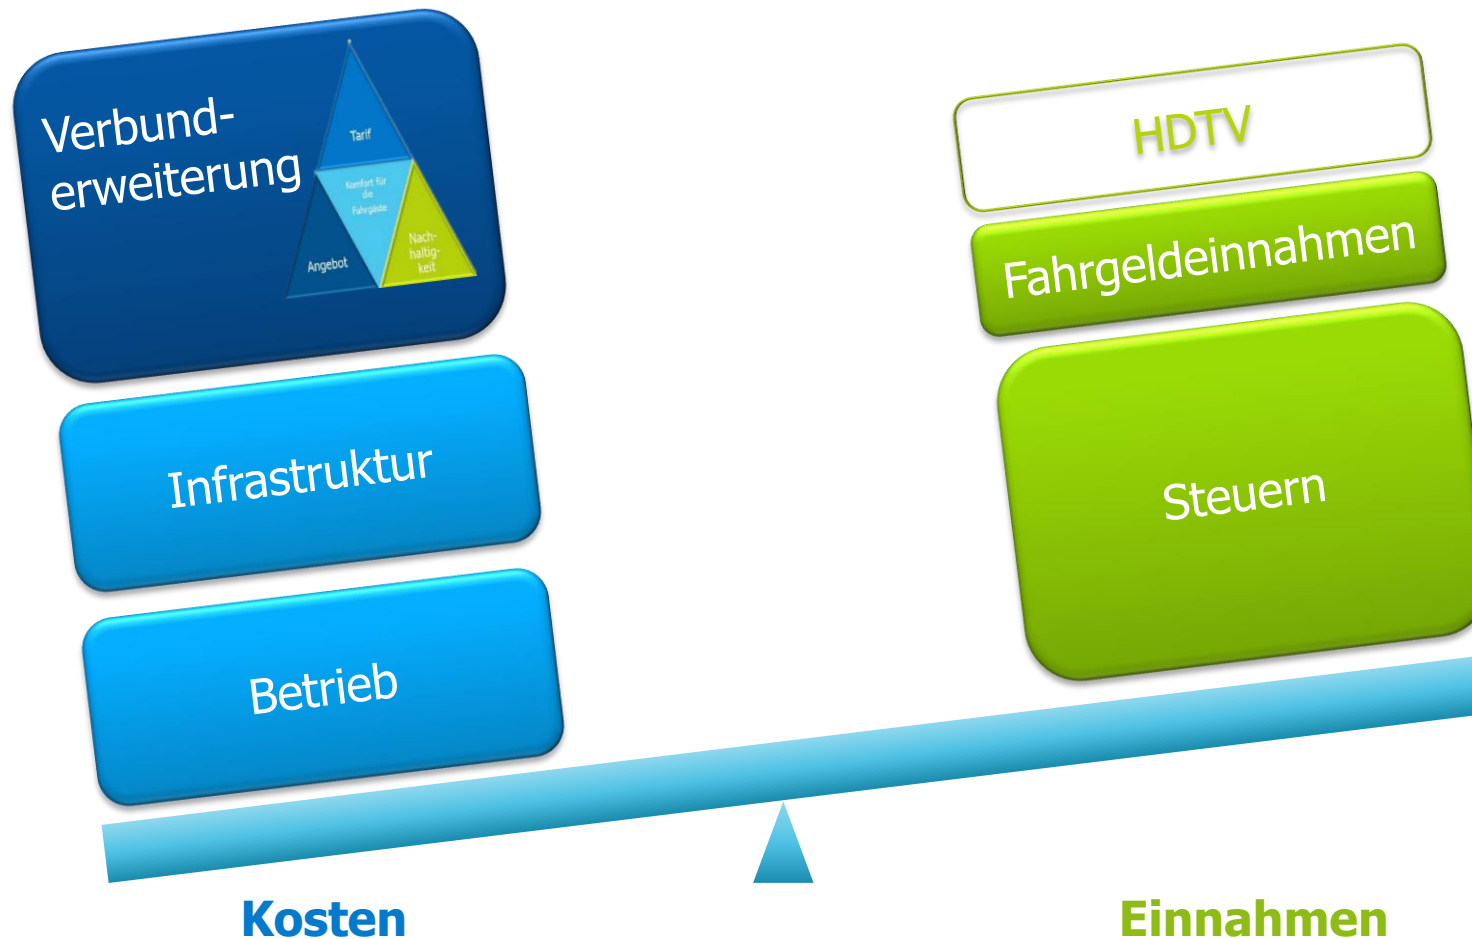 Verbund-
erweiterung
Tarif
Komfort für
die
Fahrgäste
Angebot
Nach-
haltig-
keit
Infrastruktur
Betrieb
HDTV
Fahrgeldeinnahmen
Steuern
Kosten
Einnahmen